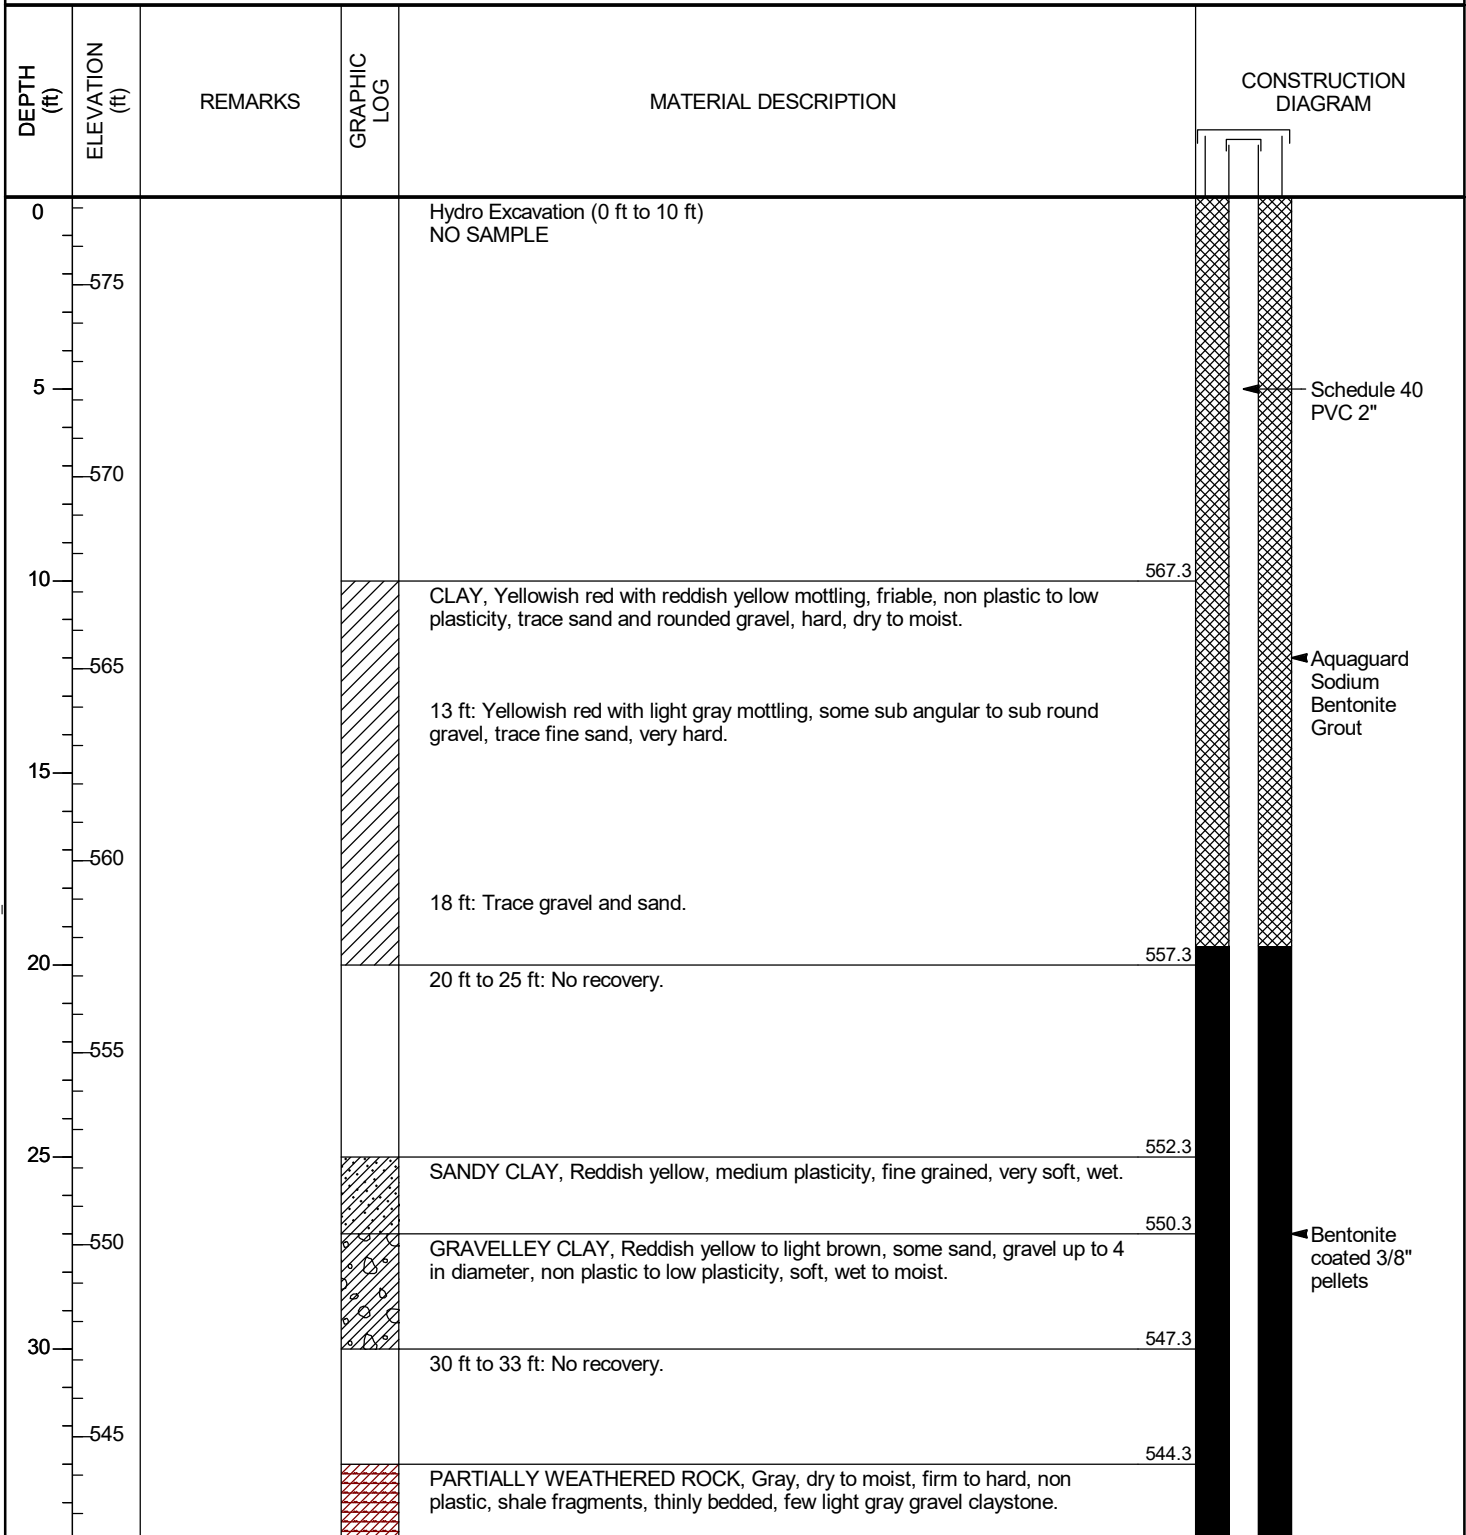 DEPTH
(ft)
ELEVATION
(ft)
REMARKS
GRAPHIC
LOG
MATERIAL DESCRIPTION
CONSTRUCTION
DIAGRAM
0
Hydro Excavation (0 ft to 10 ft)
NO SAMPLE
575
5
Schedule 40
PVC 2"
570
567.3
10
CLAY, Yellowish red with reddish yellow mottling, friable, non plastic to low
plasticity, trace sand and rounded gravel, hard, dry to moist.
565
Aquaguard
Sodium
Bentonite
Grout
13 ft: Yellowish red with light gray mottling, some sub angular to sub round
gravel, trace fine sand, very hard.
15
560
18 ft: Trace gravel and sand.
557.3
20
20 ft to 25 ft: No recovery.
555
552.3
25
SANDY CLAY, Reddish yellow, medium plasticity, fine grained, very soft, wet.
550.3
550
GRAVELLEY CLAY, Reddish yellow to light brown, some sand, gravel up to 4
in diameter, non plastic to low plasticity, soft, wet to moist.
Bentonite
coated 3/8"
pellets
547.3
30
30 ft to 33 ft: No recovery.
545
544.3
PARTIALLY WEATHERED ROCK, Gray, dry to moist, firm to hard, non
plastic, shale fragments, thinly bedded, few light gray gravel claystone.